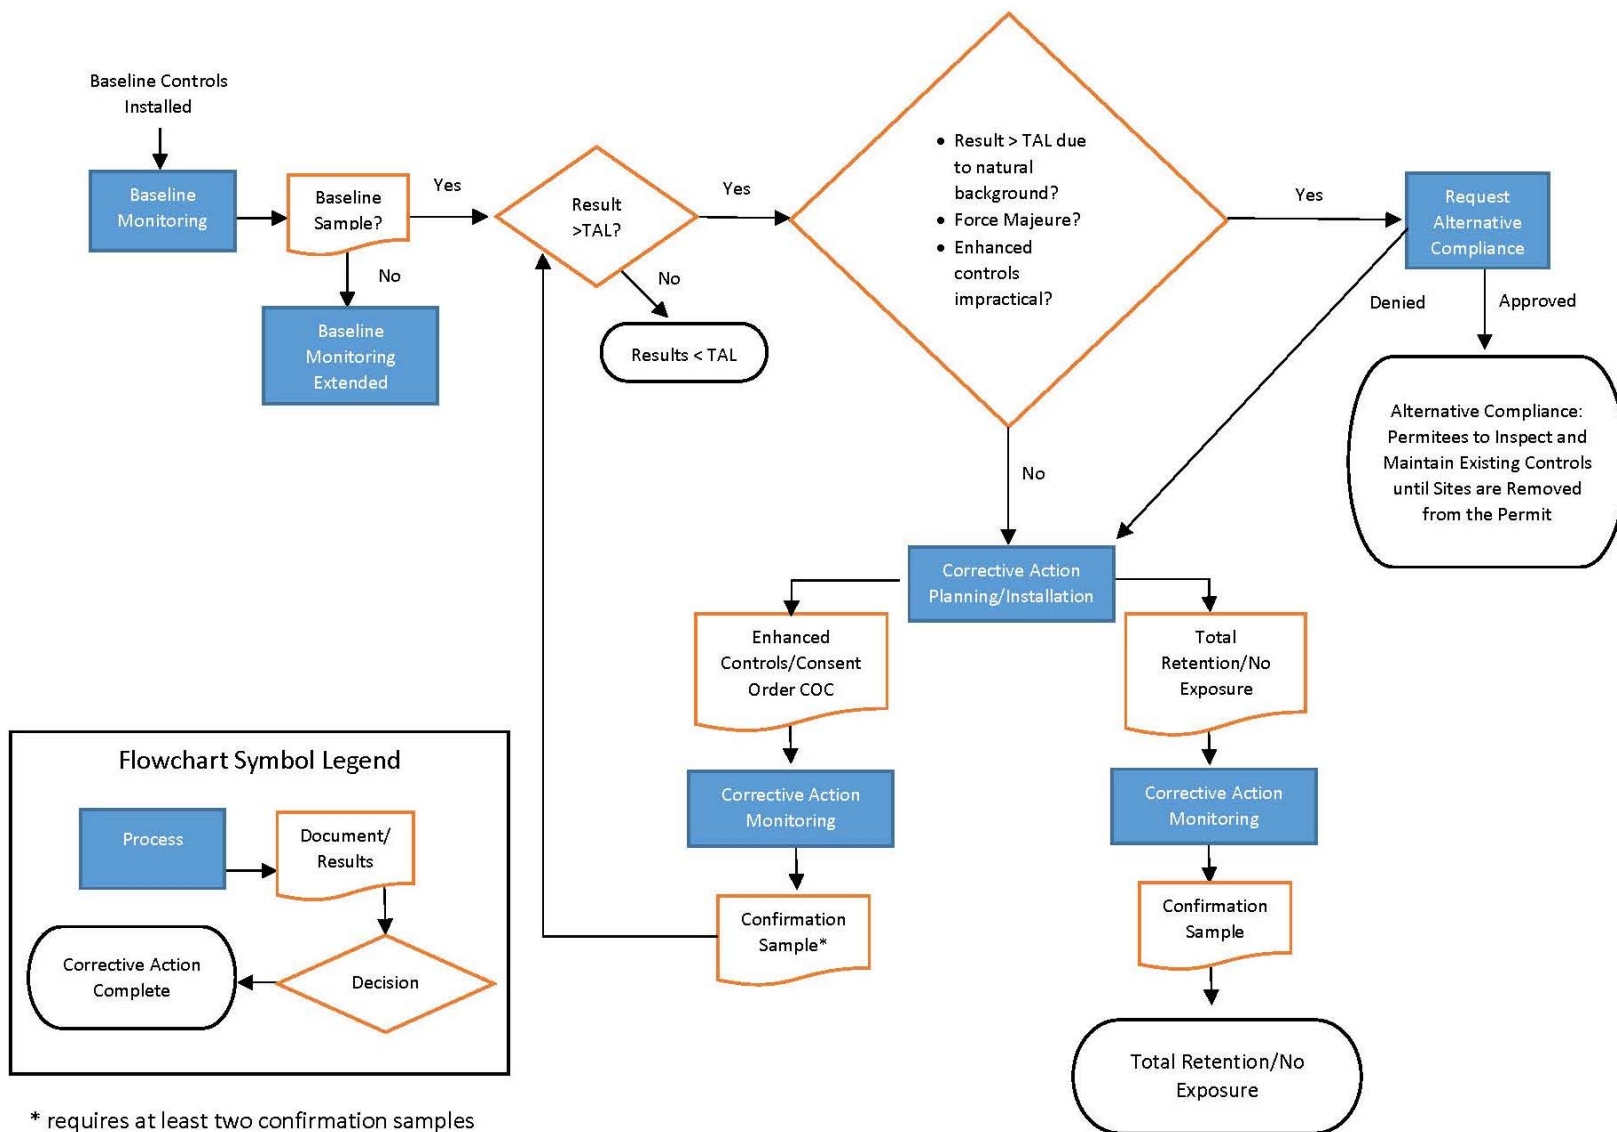 Baseline Controls
Installed
Baseline
Monitoring
Baseline
Sample?
Yes
No
Baseline
Monitoring
Extended
Result
>TAL?
Yes
No
Results < TAL
• Result > TAL due
to natural
background?
• Force Majeure?
• Enhanced
controls
impractical?
Yes
No
Request
Alternative
Compliance
Denied
Approved
Alternative Compliance:
Permitees to Inspect and
Maintain Existing Controls
until Sites are Removed
from the Permit
Corrective Action
Planning/Installation
Enhanced
Controls/Consent
Order COC
Total
Retention/No
Exposure
Corrective Action
Monitoring
Corrective Action
Monitoring
Confirmation
Sample*
Confirmation
Sample
Total Retention/No
Exposure
Flowchart Symbol Legend
Process
Document/
Results
Decision
Corrective Action
Complete
* requires at least two confirmation samples